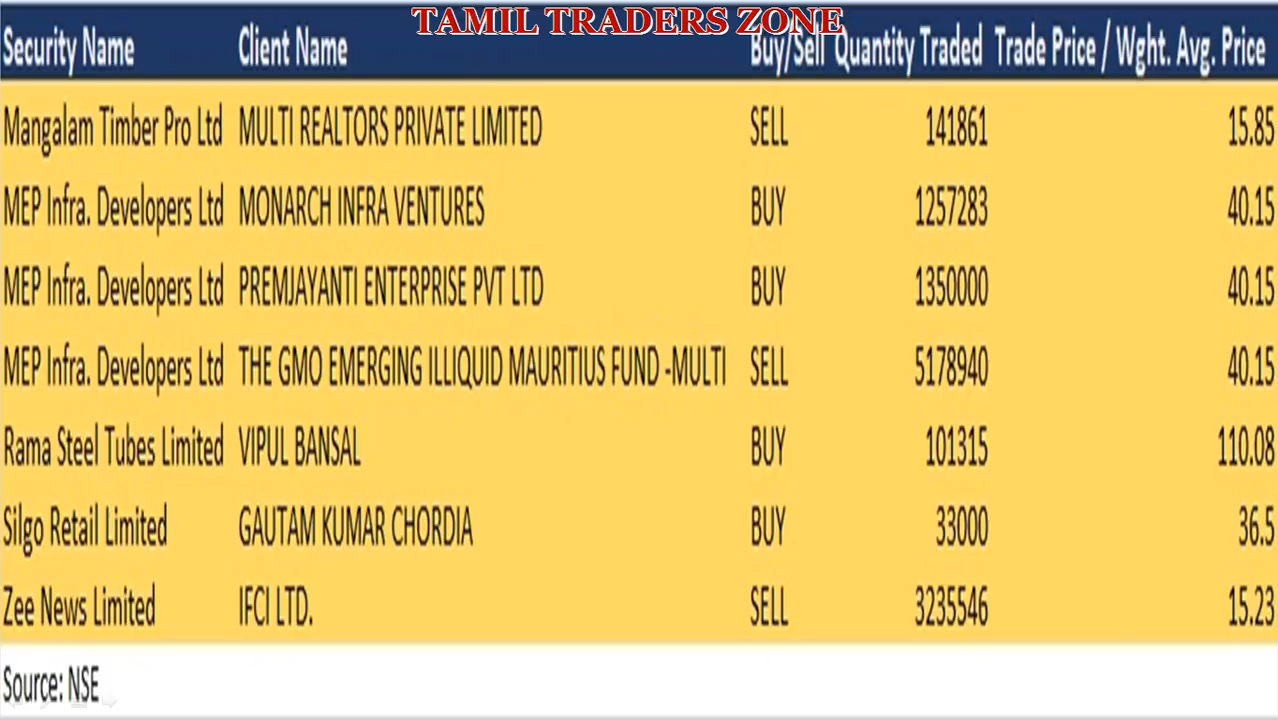 TAMIL TRADERS ZONE
Security Name Client Name Buy/Sell Quantity Traded Trade Price / Wght. Avg. Price
Mangalam Timber Pro Ltd MULTI REALTORS PRIVATE LIMITED SELL 141861 15.85
MEP Infra. Developers Ltd MONARCH INFRA VENTURES BUY 1257283 40.15
MEP Infra. Developers Ltd PREMJAYANTI ENTERPRISE PVT LTD BUY 1350000 40.15
MEP Infra. Developers Ltd THE GMO EMERGING ILLIQUID MAURITIUS FUND -MULTI SELL 5178940 40.15
Rama Steel Tubes Limited VIPUL BANSAL BUY 101315 110.08
Silgo Retail Limited GAUTAM KUMAR CHORDIA BUY 33000 36.5
Zee News Limited IFCI LTD. SELL 3235546 15.23
Source: NSE